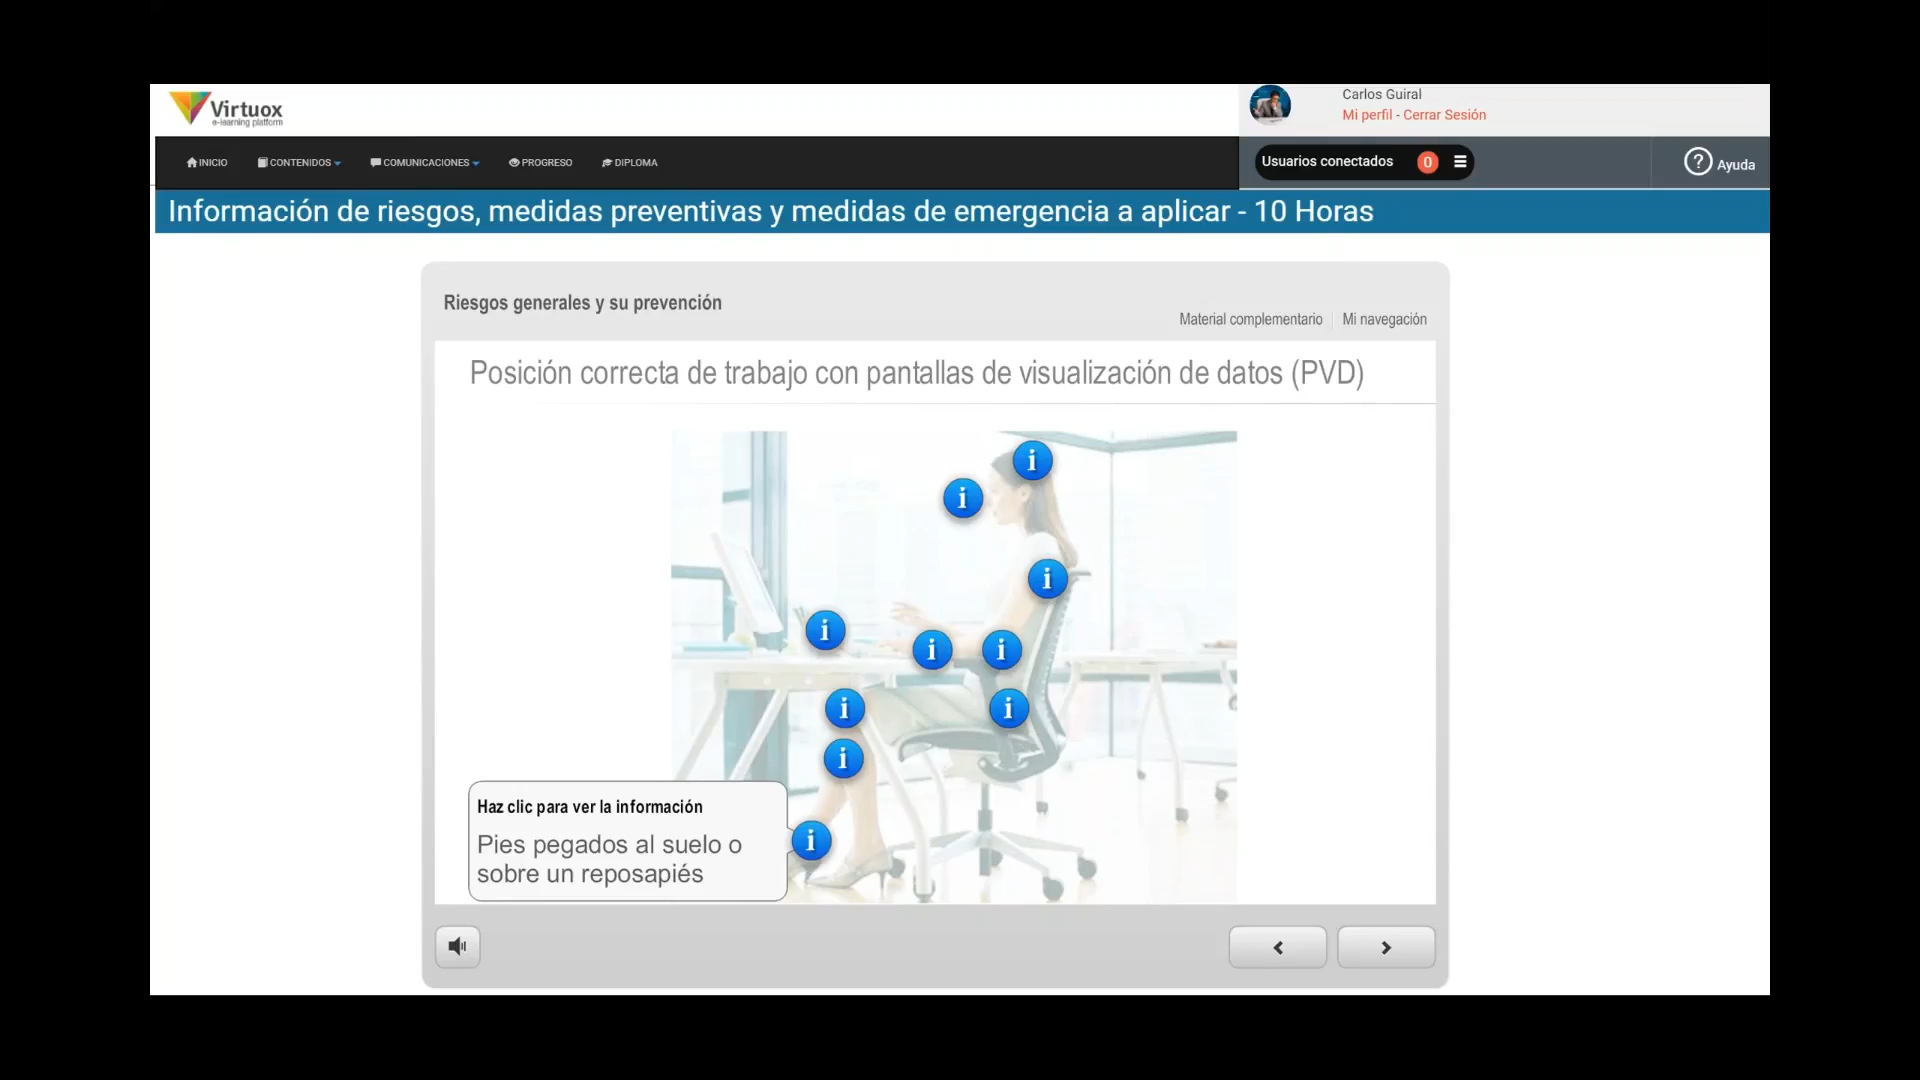 Virtuox
e-learning platform
Carlos Guiral
Mi perfil - Cerrar Sesión
INICIO
CONTENIDOS
COMUNICACIONES
PROGRESO
DIPLOMA
Usuarios conectados 0
? Ayuda
Información de riesgos, medidas preventivas y medidas de emergencia a aplicar - 10 Horas
Riesgos generales y su prevención
Material complementario
Mi navegación
Posición correcta de trabajo con pantallas de visualización de datos (PVD)
i
i
i
i
i
i
i
i
i
Haz clic para ver la información
Pies pegados al suelo o
sobre un reposapiés
i